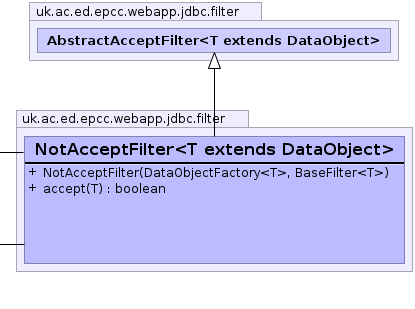 uk.ac.ed.epcc.webapp.jdbc.filter
AbstractAcceptFilter<T extends DataObject>
uk.ac.ed.epcc.webapp.jdbc.filter
NotAcceptFilter<T extends DataObject>
+ NotAcceptFilter(DataObjectFactory<T>, BaseFilter<T>)
+ accept(T) : boolean